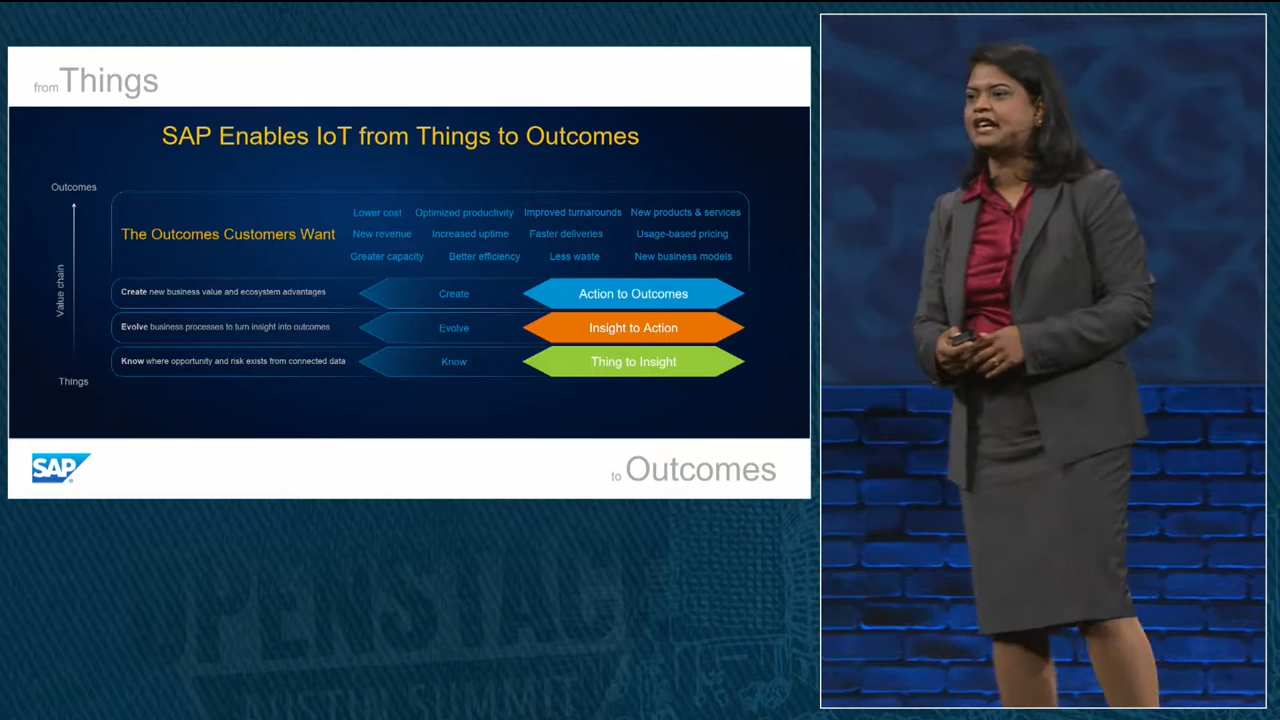 from Things
SAP Enables IoT from Things to Outcomes
Outcomes
Value chain
Things
The Outcomes Customers Want
Lower cost Optimized productivity Improved turnarounds New products & services
New revenue Increased uptime Faster deliveries Usage-based pricing
Greater capacity Better efficiency Less waste New business models
Create new business value and ecosystem advantages Create Action to Outcomes
Evolve business processes to turn insight into outcomes Evolve Insight to Action
Know where opportunity and risk exists from connected data Know Thing to Insight
SAP
to Outcomes